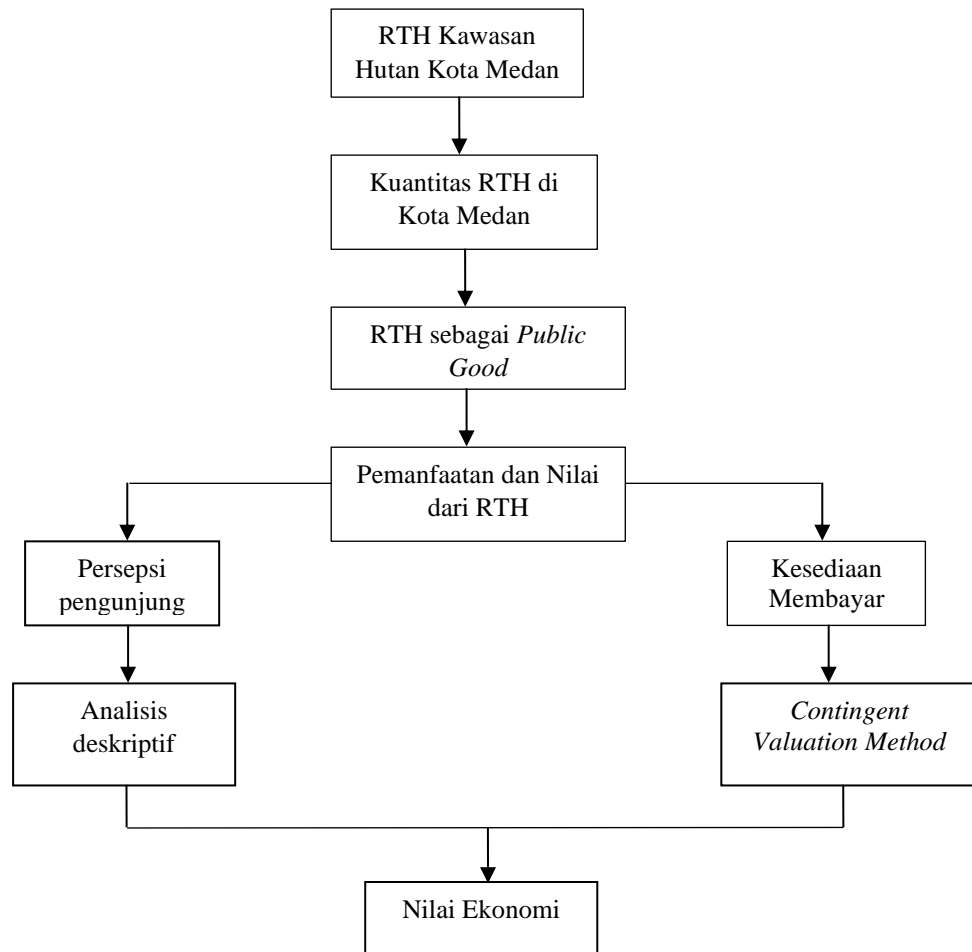 RTH Kawasan
Hutan Kota Medan
Kuantitas RTH di
Kota Medan
RTH sebagai Public
Good
Pemanfaatan dan Nilai
dari RTH
Persepsi
pengunjung
Kesediaan
Membayar
Analisis
deskriptif
Contingent
Valuation Method
Nilai Ekonomi